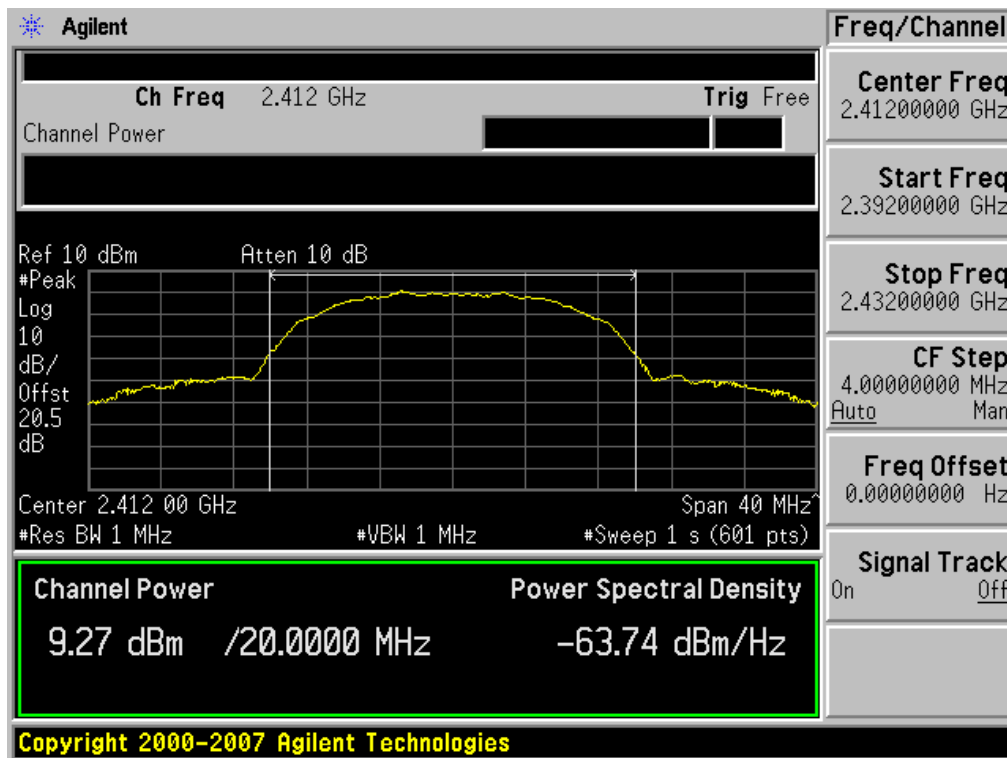 Agilent
Freq/Channel
Ch Freq 2.412 GHz Trig Free
Channel Power
Center Freq
2.41200000 GHz
Start Freq
2.39200000 GHz
Stop Freq
2.43200000 GHz
CF Step
4.00000000 MHz
Auto Man
Freq Offset
0.00000000 Hz
Signal Track
On Off
Ref 10 dBm Atten 10 dB
#Peak
Log
10
dB/
Offst
20.5
dB
Center 2.412 00 GHz Span 40 MHz^
#Res BW 1 MHz #VBW 1 MHz #Sweep 1 s (601 pts)
Channel Power Power Spectral Density
9.27 dBm /20.0000 MHz -63.74 dBm/Hz
Copyright 2000-2007 Agilent Technologies